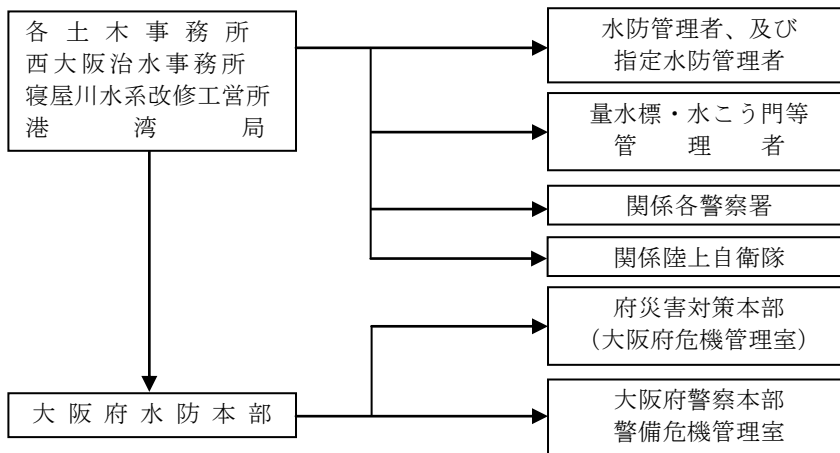 各土木事務所
西大阪治水事務所
寝屋川水系改修工営所
港湾局
水防管理者、及び
指定水防管理者
量水標・水こう門等
管理者
関係各警察署
関係陸上自衛隊
府災害対策本部
（大阪府危機管理室）
大阪府水防本部
大阪府警察本部
警備危機管理室